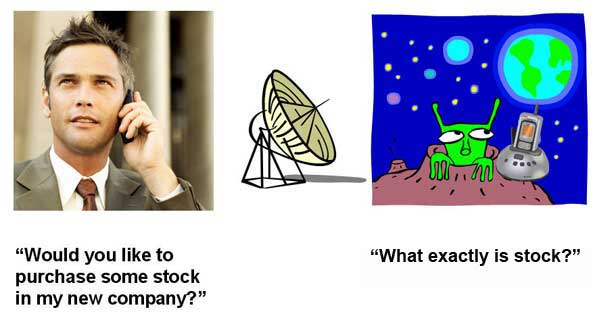 “Would you like to
purchase some stock
in my new company?”
“What exactly is stock?”